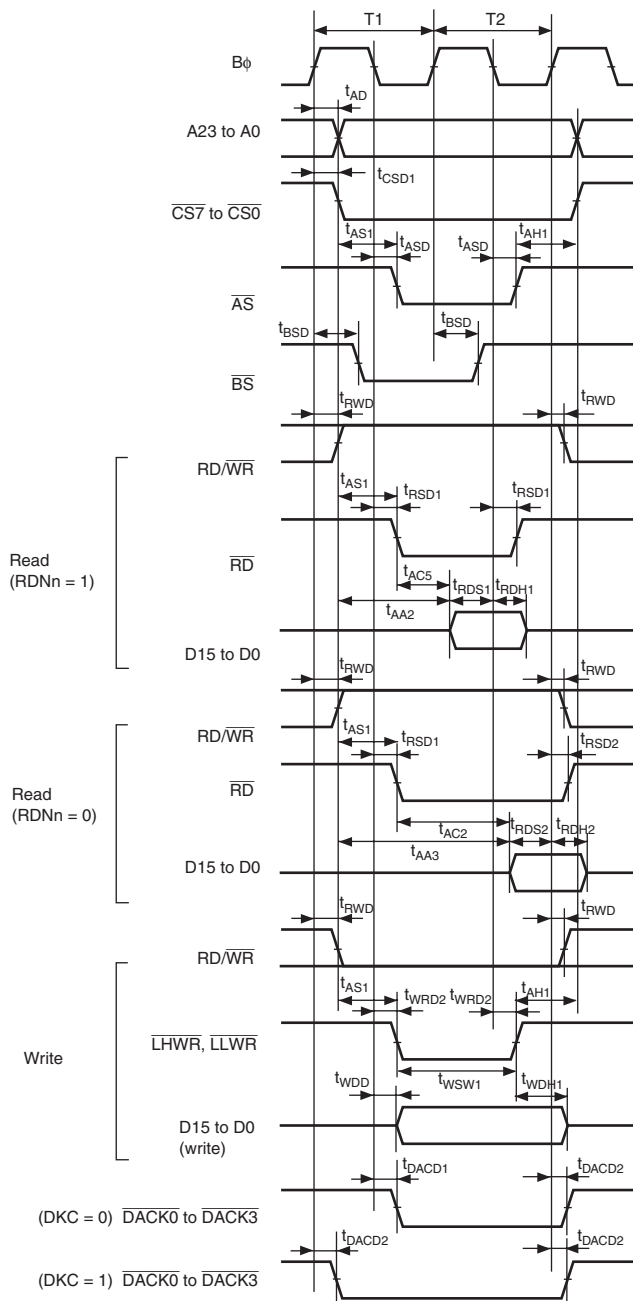 T1 T2
Bφ
tAD
A23 to A0
tCSD1
CS7 to CS0
tAS1 tASD tASD tAH1
AS
tBSD tBSD
BS
tRWD tRWD
RD/WR
tAS1 tRSD1 tRSD1
RD
Read
(RDNn = 1)
tAC5 tRDS1 tRDH1
tAA2
D15 to D0
tRWD tRWD
RD/WR
tAS1 tRSD1 tRSD2
RD
Read
(RDNn = 0)
tAC2 tRDS2 tRDH2
tAA3
D15 to D0
tRWD tRWD
RD/WR
tAS1 tWRD2 tWRD2 tAH1
LHWR, LLWR
Write
tWDD tWSW1 tWDH1
D15 to D0
(write)
tDACD1 tDACD2
(DKC = 0) DACK0 to DACK3
tDACD2 tDACD2
(DKC = 1) DACK0 to DACK3